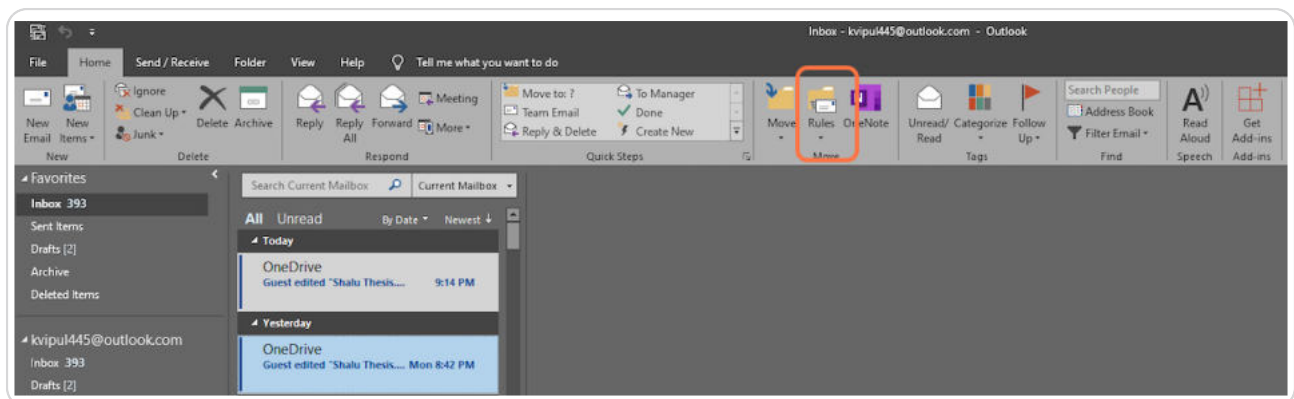 Inbox - kvipul445@outlook.com - Outlook
File Home Send / Receive Folder View Help Tell me what you want to do
New Email
New Items
Ignore
Clean Up
Junk
Delete
Archive
Reply
Reply All
Forward
Meeting
More
Move to: ?
Team Email
Reply & Delete
To Manager
Done
Create New
Move
Rules
OneNote
Unread/ Read
Categorize
Follow Up
Search People
Address Book
Filter Email
Read Aloud
Get Add-ins
New Delete Respond Quick Steps Move Tags Find Speech Add-ins
Favorites
Inbox 393
Sent Items
Drafts [2]
Archive
Deleted Items
kvipul445@outlook.com
Inbox 393
Drafts [2]
Search Current Mailbox Current Mailbox
All Unread By Date Newest
Today
OneDrive
Guest edited "Shalu Thesis.... 9:14 PM
Yesterday
OneDrive
Guest edited "Shalu Thesis.... Mon 8:42 PM